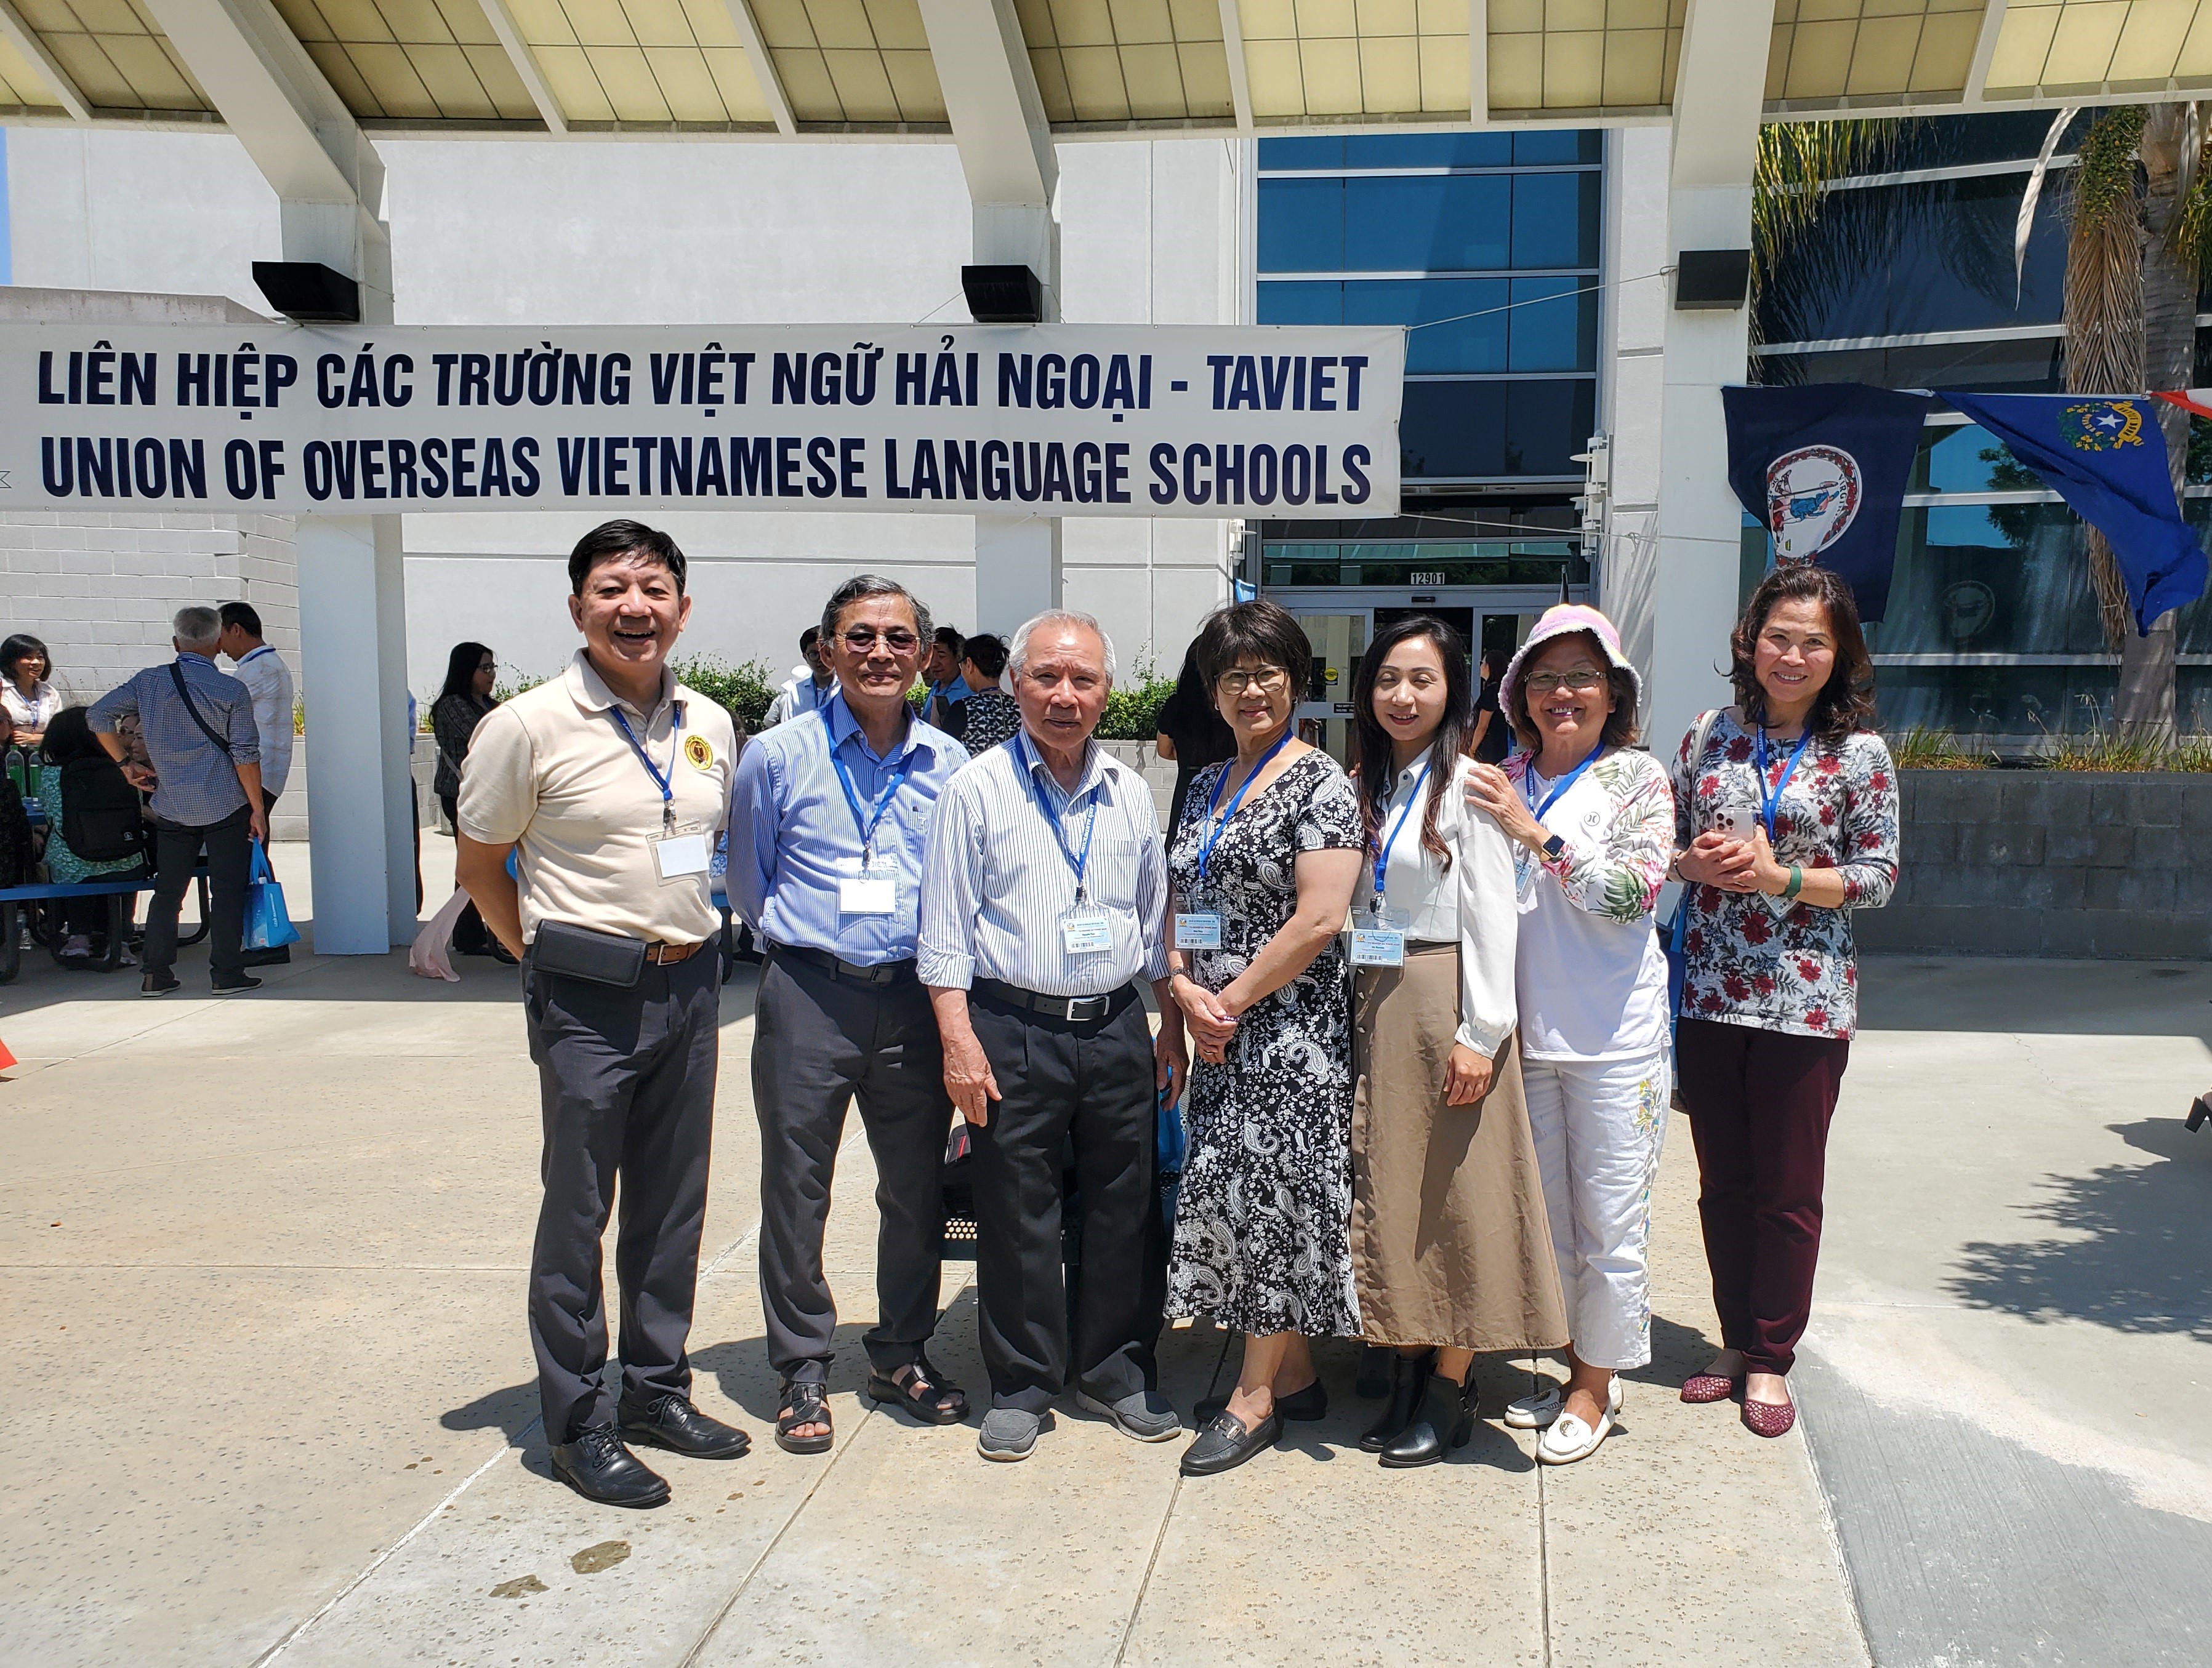 LIÊN HIỆP CÁC TRƯỜNG VIỆT NGỮ HẢI NGOẠI - TAVIET
UNION OF OVERSEAS VIETNAMESE LANGUAGE SCHOOLS
12901